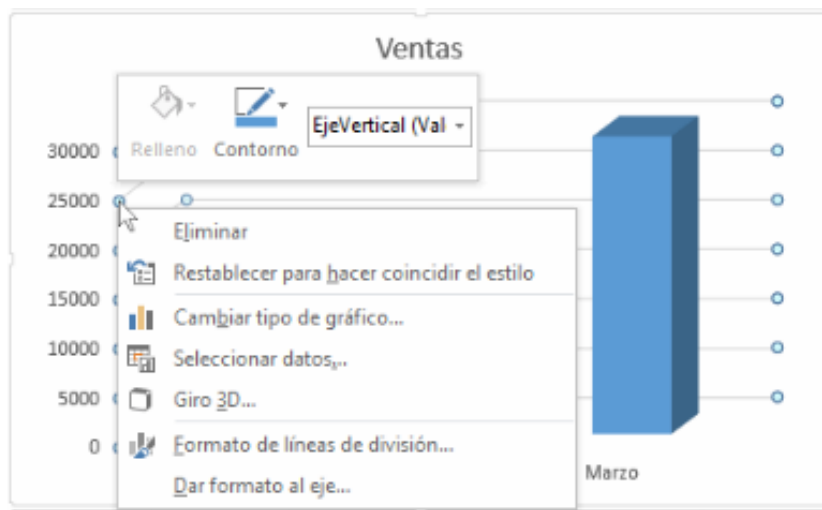 Ventas
Relleno
Contorno
EjeVertical (Val
30000
25000
20000
15000
10000
5000
0
Eliminar
Restablecer para hacer coincidir el estilo
Cambiar tipo de gráfico...
Seleccionar datos...
Giro 3D...
Formato de líneas de división...
Dar formato al eje...
Marzo